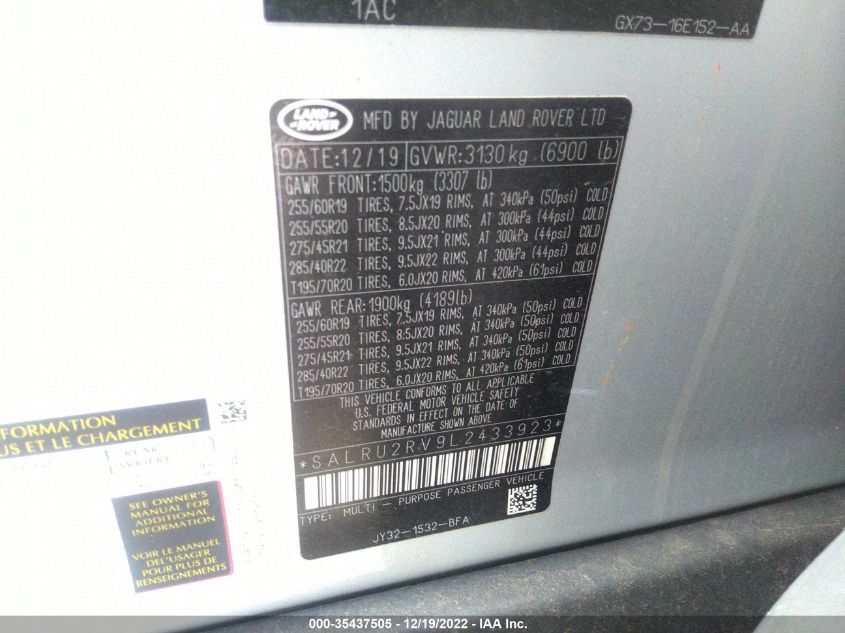 1AC
GX73-16E152-AA
LAND ROVER
MFD BY JAGUAR LAND ROVER LTD
DATE:12/19 GVWR:3130kg (6900 lb)
GAWR FRONT:1500kg (3307 lb)
255/60R19 TIRES, 7.5JX19 RIMS, AT 340kPa (50psi) COLD
255/55R20 TIRES, 8.5JX20 RIMS, AT 300kPa (44psi) COLD
275/45R21 TIRES, 9.5JX21 RIMS, AT 300kPa (44psi) COLD
285/40R22 TIRES, 9.5JX22 RIMS, AT 300kPa (44psi) COLD
T195/70R20 TIRES, 6.0JX20 RIMS, AT 420kPa (61psi) COLD
GAWR REAR:1900kg (4189lb)
255/60R19 TIRES, 7.5JX19 RIMS, AT 340kPa (50psi) COLD
255/55R20 TIRES, 8.5JX20 RIMS, AT 340kPa (50psi) COLD
275/45R21 TIRES, 9.5JX21 RIMS, AT 340kPa (50psi) COLD
285/40R22 TIRES, 9.5JX22 RIMS, AT 340kPa (50psi) COLD
T195/70R20 TIRES, 6.0JX20 RIMS, AT 420kPa (61psi) COLD
THIS VEHICLE CONFORMS TO ALL APPLICABLE
U.S. FEDERAL MOTOR VEHICLE SAFETY
STANDARDS IN EFFECT ON THE DATE OF
MANUFACTURE SHOWN ABOVE
*SALRU2RV9L2433923*
TYPE: MULTI - PURPOSE PASSENGER VEHICLE
JY32-1532-BFA
FORMATION
US ET LE CHARGEMENT
REAR
ARRIÈRE
SEE OWNER'S
MANUAL FOR
ADDITIONAL
INFORMATION
VOIR LE MANUEL
DE L'USAGER
POUR PLUS DE
RENSEIGNEMENTS
000-35437505 - 12/19/2022 - Copyright 2022 IAA, Inc.